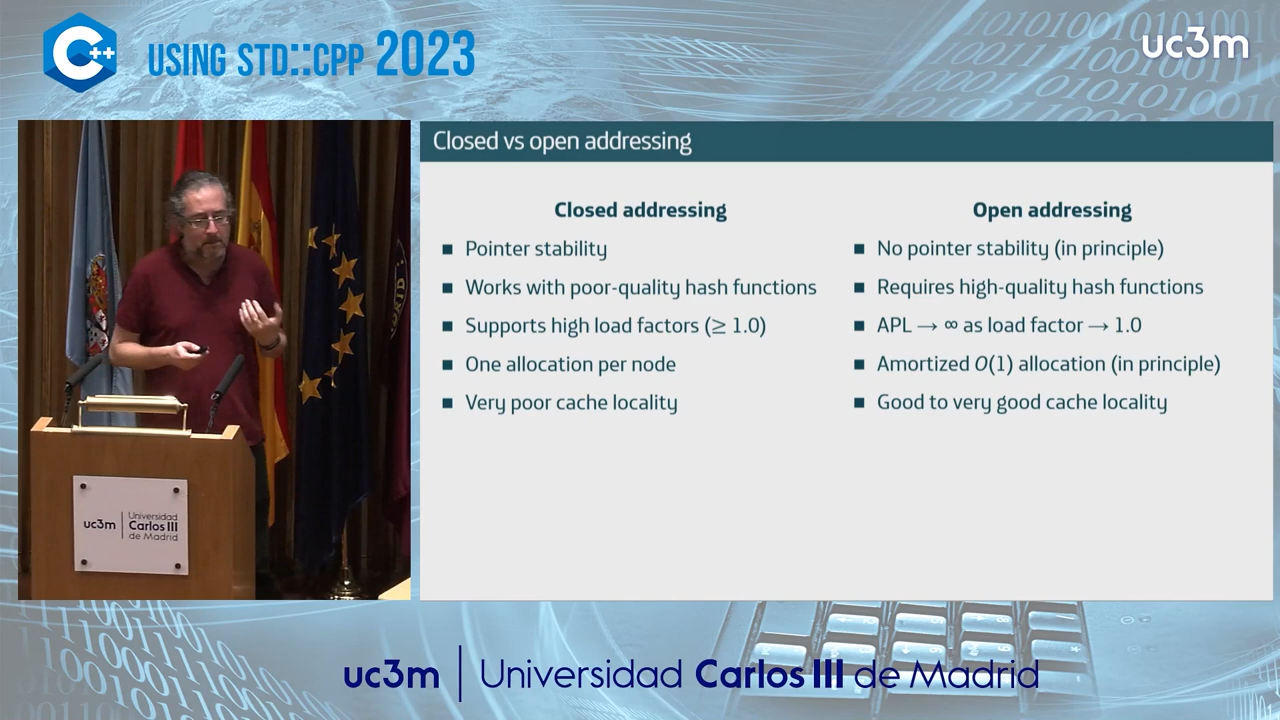 USING STD::CPP 2023
uc3m
Closed vs open addressing
Closed addressing
■ Pointer stability
■ Works with poor-quality hash functions
■ Supports high load factors (≥ 1.0)
■ One allocation per node
■ Very poor cache locality
Open addressing
■ No pointer stability (in principle)
■ Requires high-quality hash functions
■ APL → ∞ as load factor → 1.0
■ Amortized O(1) allocation (in principle)
■ Good to very good cache locality
uc3m
Universidad
Carlos III
de Madrid
uc3m | Universidad Carlos III de Madrid
C++